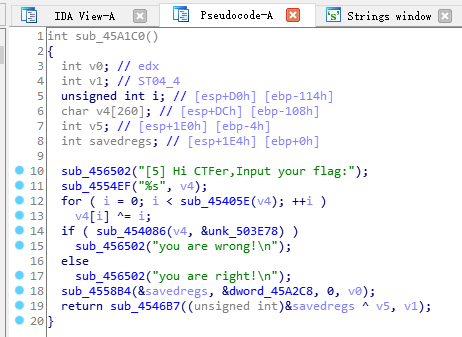 IDA View-A Pseudocode-A Strings window
1 int sub_45A1C0()
2 {
3 int v0; // edx
4 int v1; // ST04_4
5 unsigned int i; // [esp+D0h] [ebp-114h]
6 char v4[260]; // [esp+DCh] [ebp-108h]
7 int v5; // [esp+1E0h] [ebp-4h]
8 int savedregs; // [esp+1E4h] [ebp+0h]
9
10 sub_456502("[5] Hi CTFer,Input your flag:");
11 sub_4554EF("%s", v4);
12 for ( i = 0; i < sub_45405E(v4); ++i )
13 v4[i] ^= i;
14 if ( sub_454086(v4, &unk_503E78) )
15 sub_456502("you are wrong!\n");
16 else
17 sub_456502("you are right!\n");
18 sub_4558B4(&savedregs, &dword_45A2C8, 0, v0);
19 return sub_4546B7((unsigned int)&savedregs ^ v5, v1);
20 }